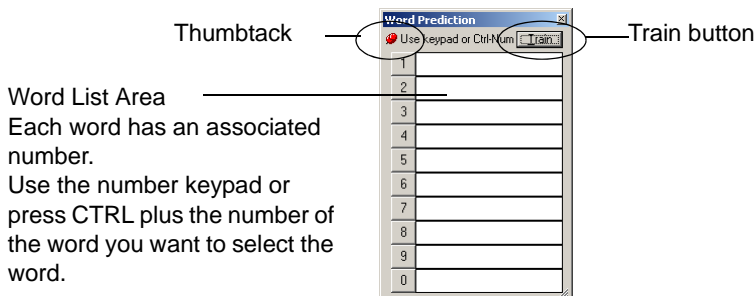 Thumbtack
Word Prediction
Use keypad or Ctrl-Num Train
Train button
1
2
3
4
5
6
7
8
9
0
Word List Area
Each word has an associated
number.
Use the number keypad or
press CTRL plus the number of
the word you want to select the
word.